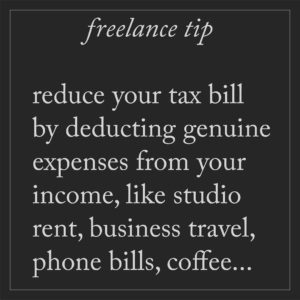 freelance tip
reduce your tax bill
by deducting genuine
expenses from your
income, like studio
rent, business travel,
phone bills, coffee...